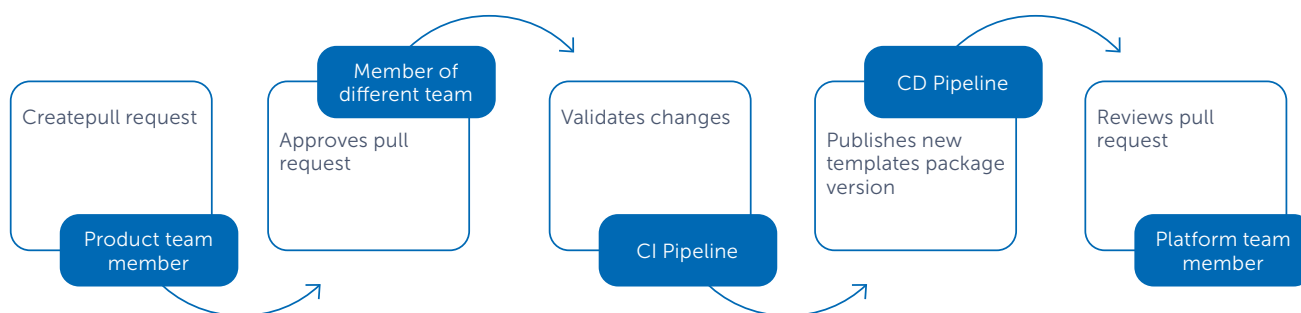 Createpull request
Product team
member
Member of
different team
Approves pull
request
Validates changes
CI Pipeline
CD Pipeline
Publishes new
templates package
version
Reviews pull
request
Platform team
member